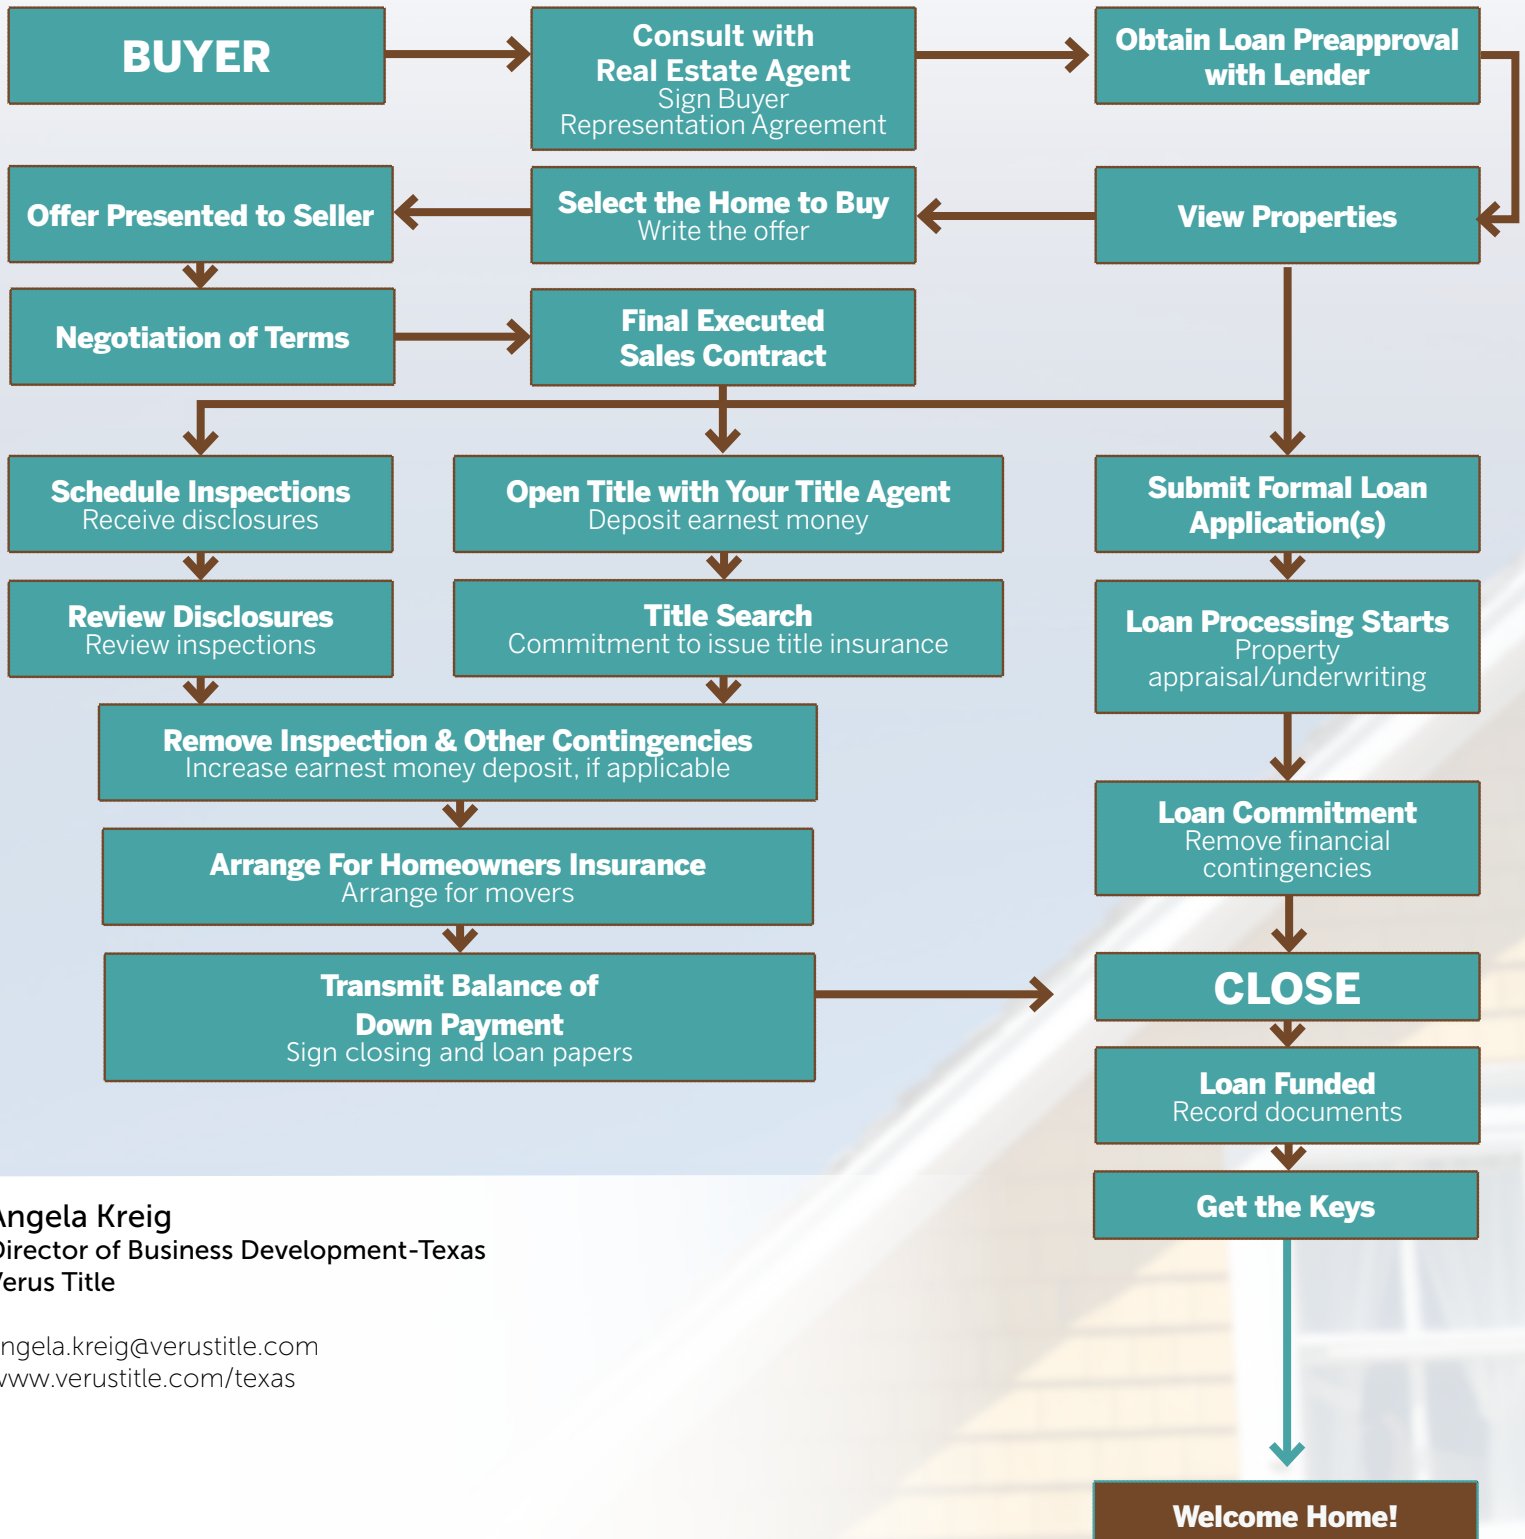 BUYER
Consult with
Real Estate Agent
Sign Buyer
Representation Agreement
Obtain Loan Preapproval
with Lender
Offer Presented to Seller
Select the Home to Buy
Write the offer
View Properties
Negotiation of Terms
Final Executed
Sales Contract
Schedule Inspections
Receive disclosures
Open Title with Your Title Agent
Deposit earnest money
Submit Formal Loan
Application(s)
Review Disclosures
Review inspections
Title Search
Commitment to issue title insurance
Loan Processing Starts
Property
appraisal/underwriting
Remove Inspection & Other Contingencies
Increase earnest money deposit, if applicable
Loan Commitment
Remove financial
contingencies
Arrange For Homeowners Insurance
Arrange for movers
Transmit Balance of
Down Payment
Sign closing and loan papers
CLOSE
Loan Funded
Record documents
Get the Keys
Angela Kreig
Director of Business Development-Texas
Verus Title
angela.kreig@verustitle.com
www.verustitle.com/texas
Welcome Home!